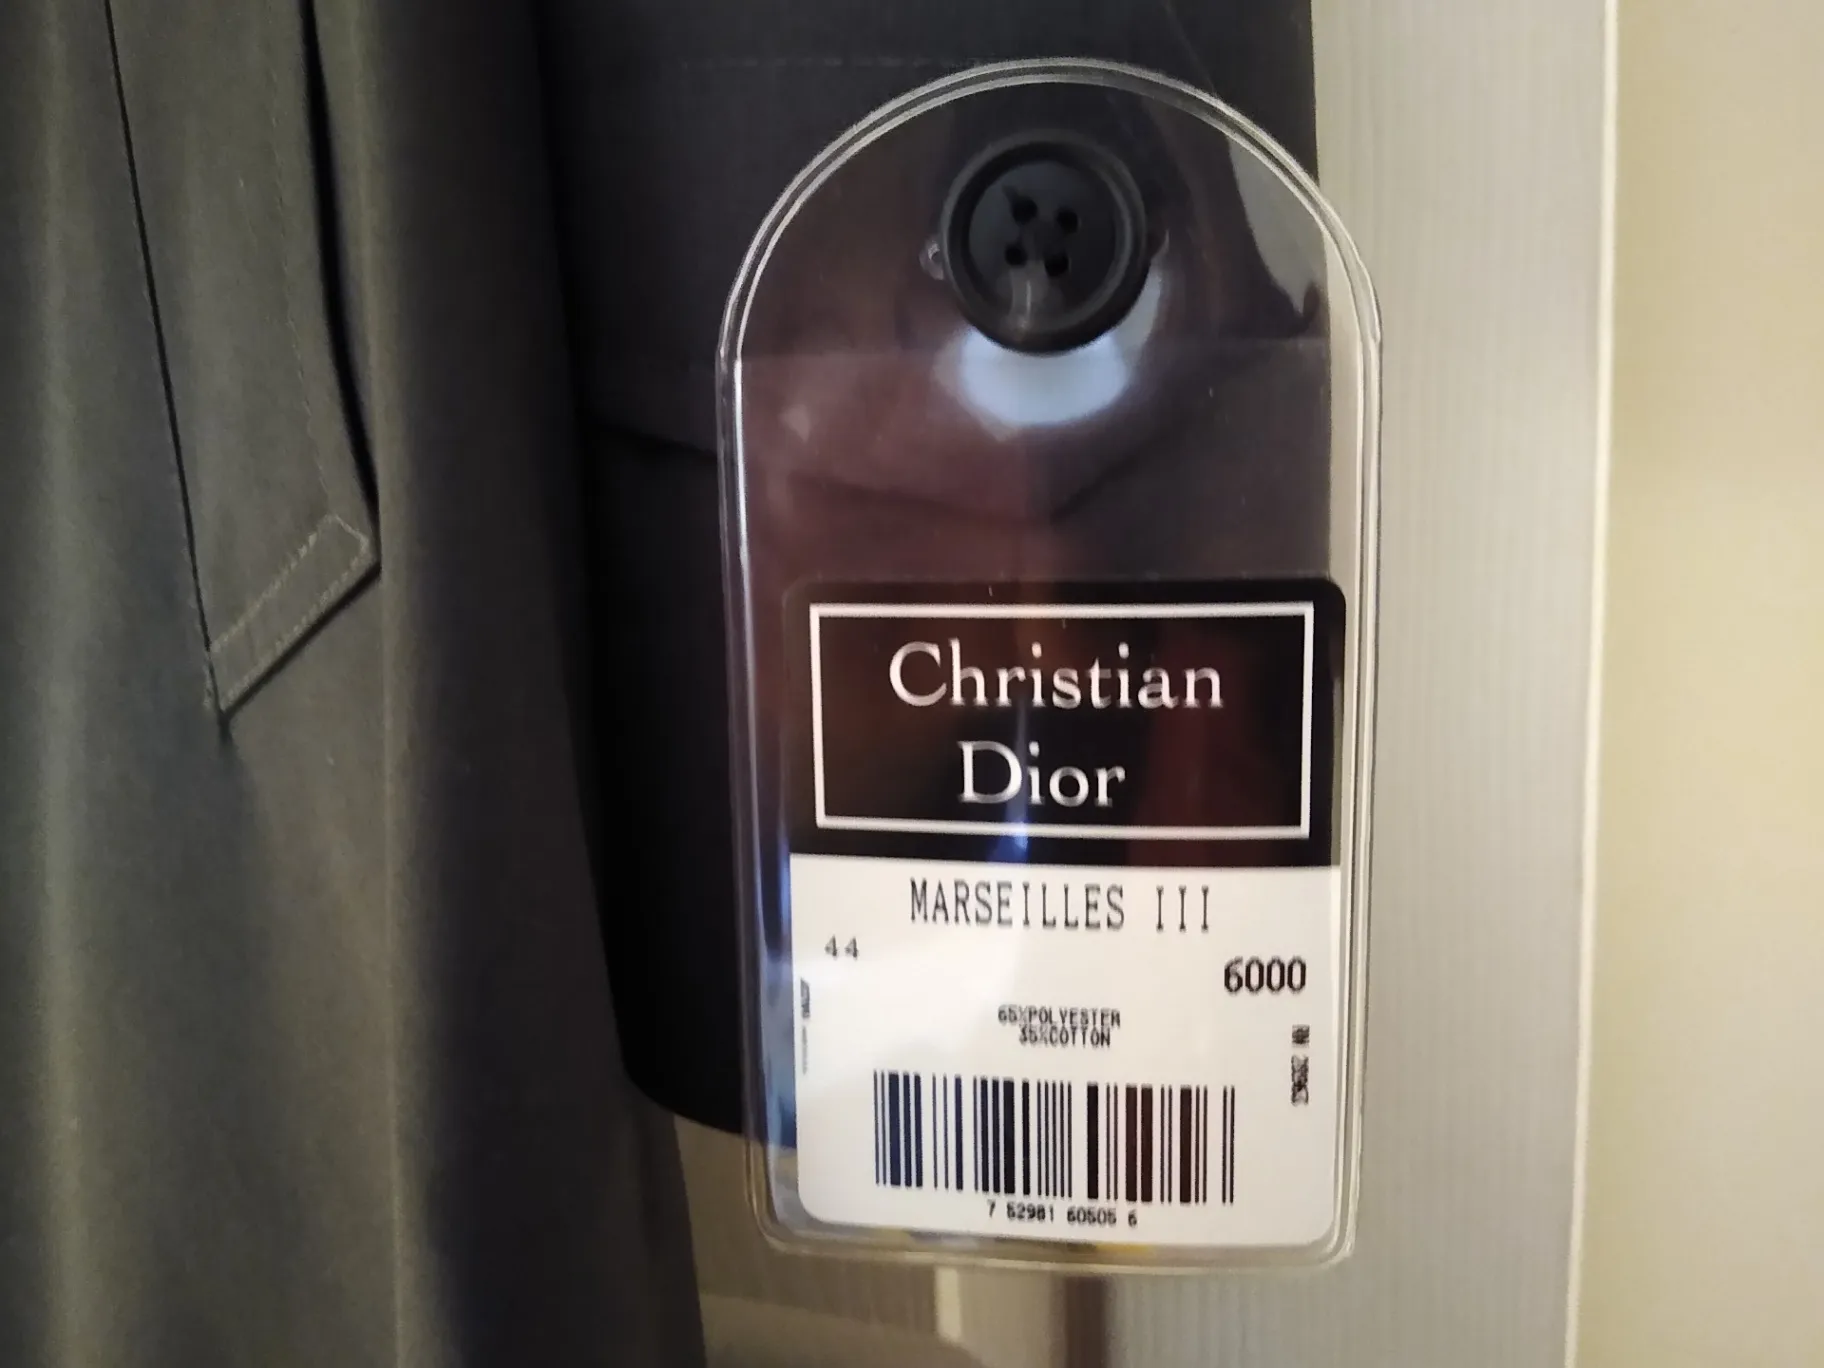 Christian
Dior
MARSEILLES III
44
6000
65%POLYESTER
35%COTTON
7 52981 60505 6